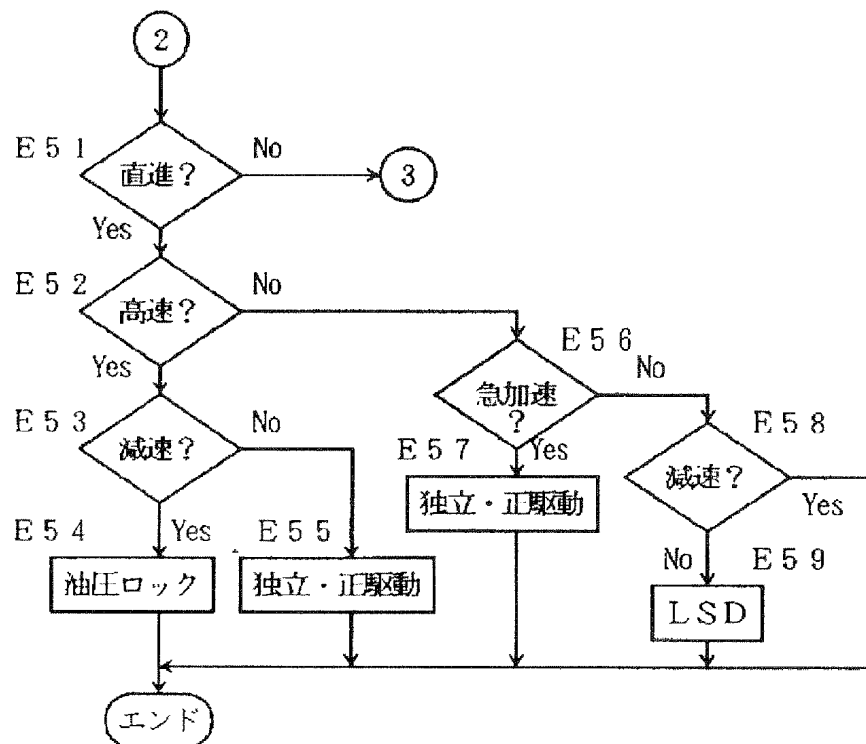 2
E51
直進?
No
3
Yes
E52
高速?
No
Yes
E56
急加速
?
No
E53
減速?
No
E57
Yes
E58
減速?
Yes
独立・正駆動
E54
Yes
E55
No
E59
油圧ロック
独立・正駆動
LSD
エンド